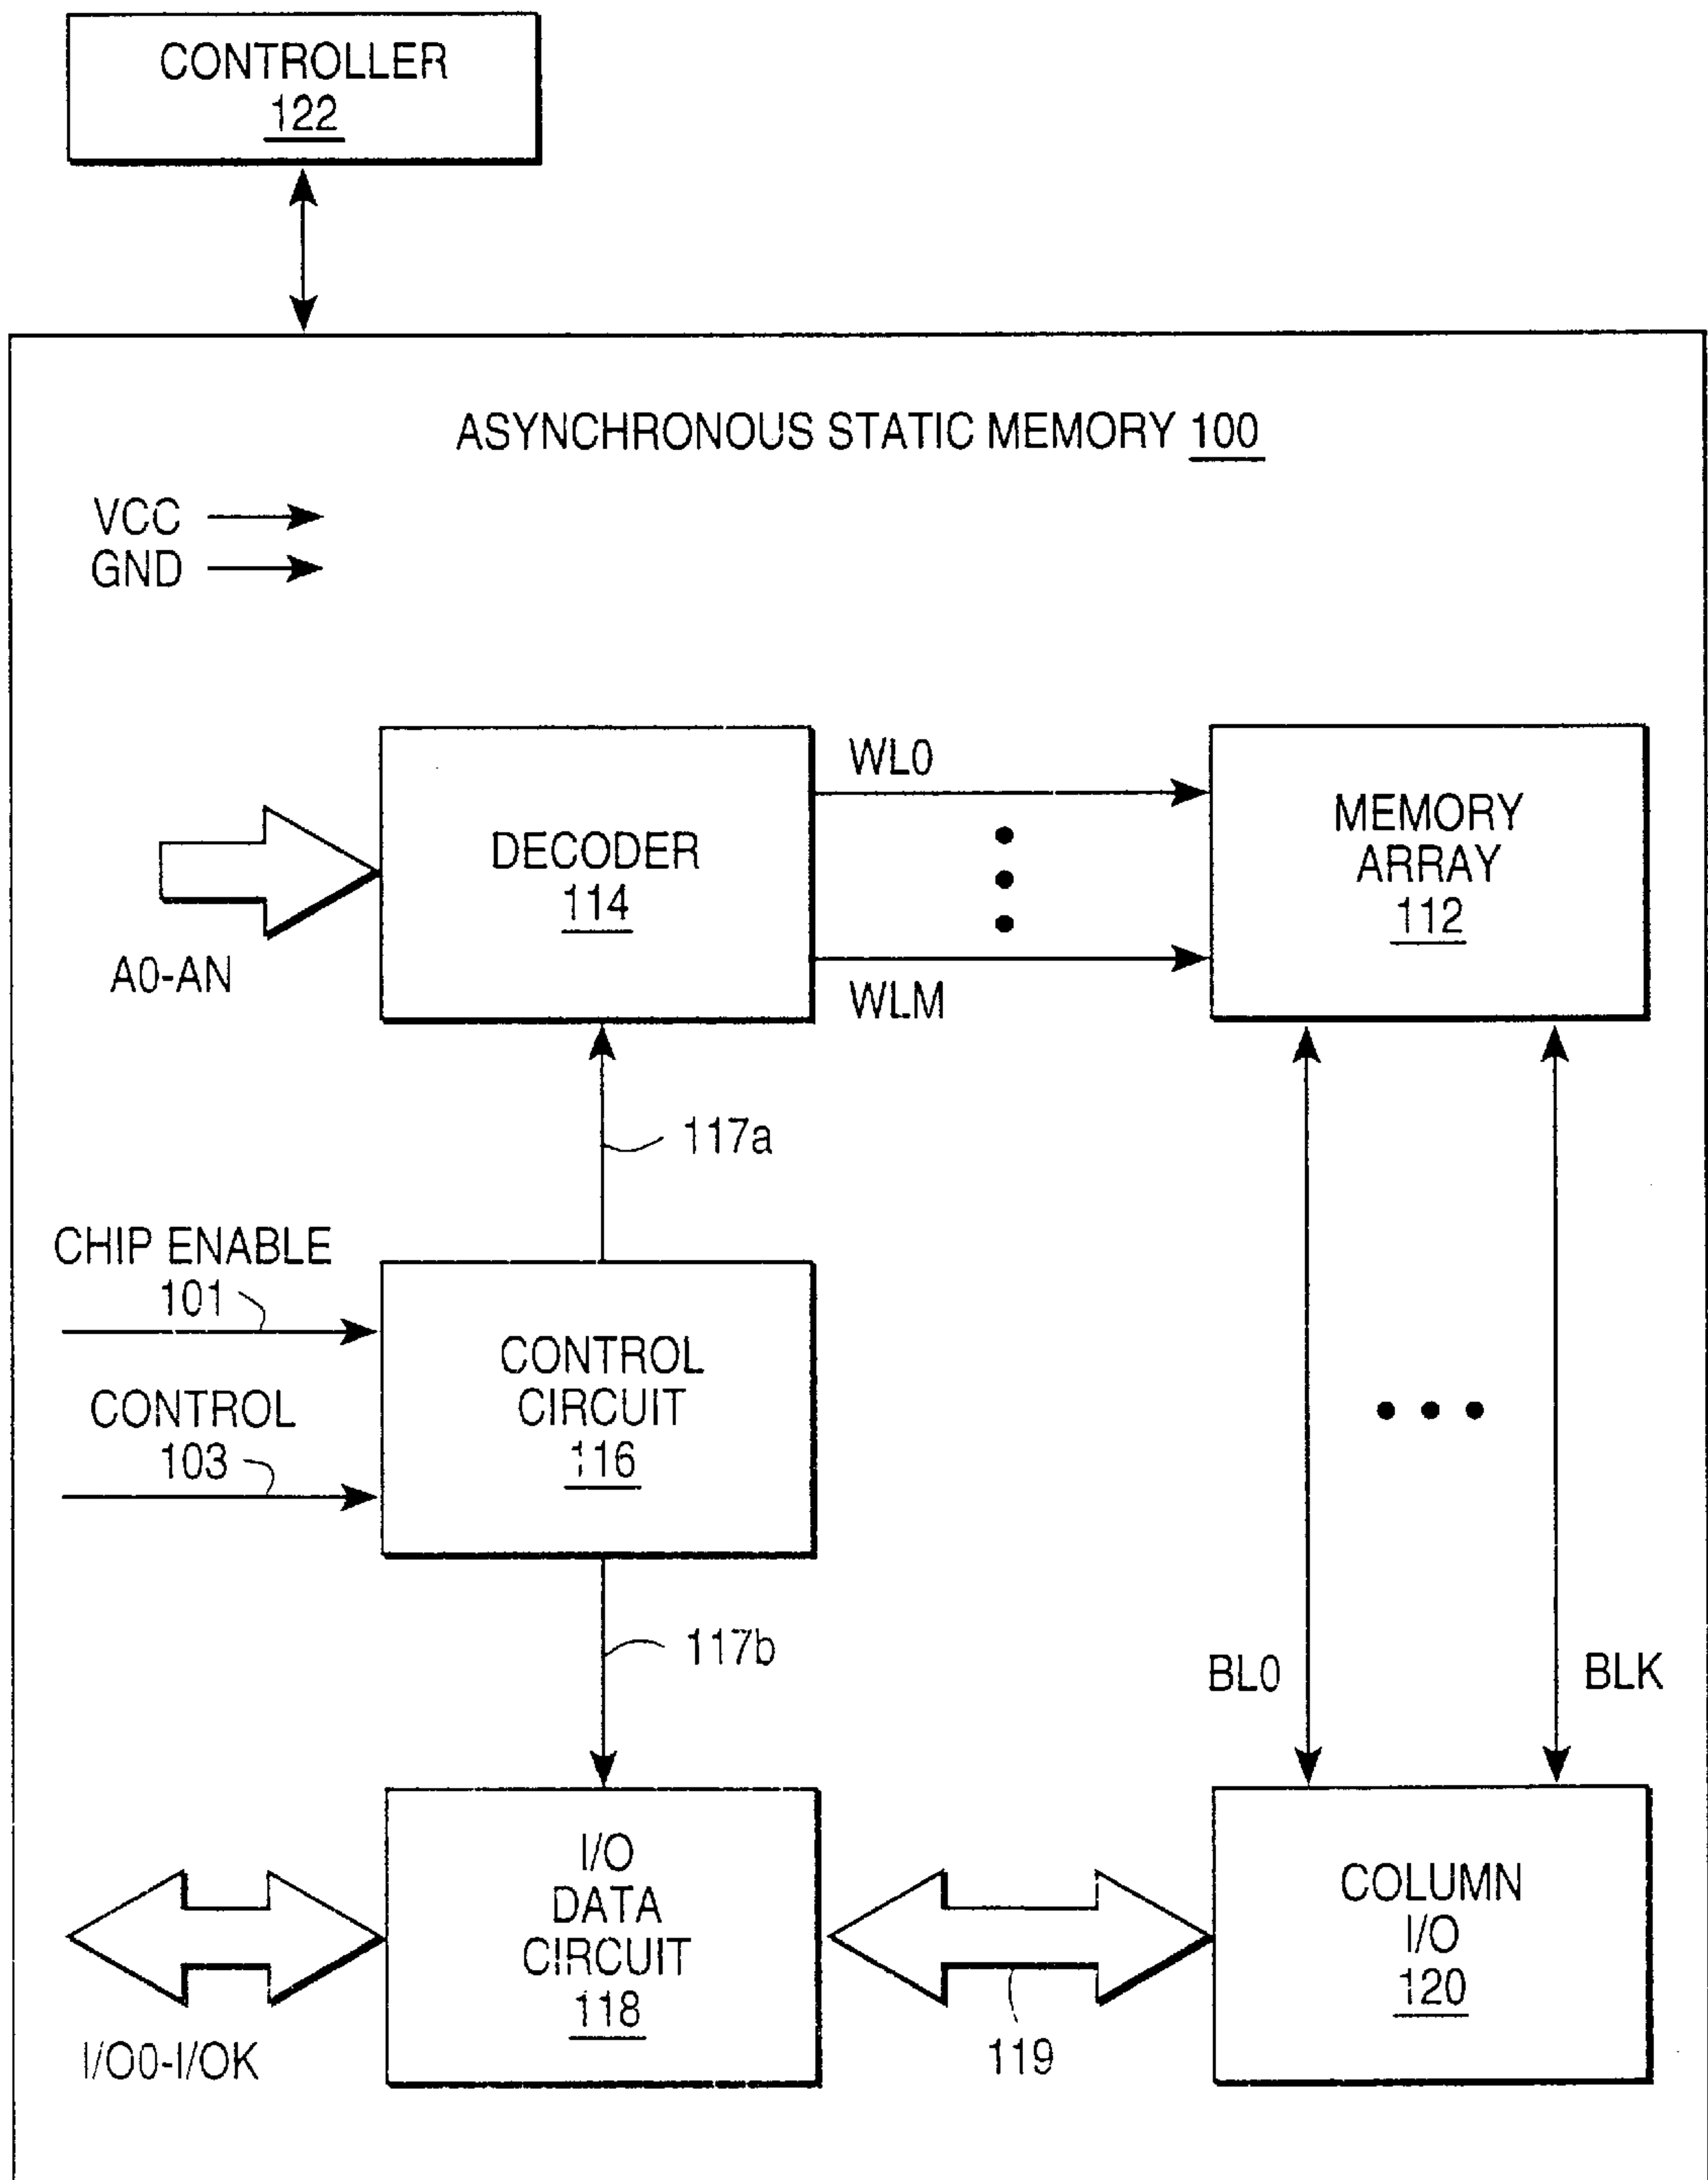 CONTROLLER
122
ASYNCHRONOUS STATIC MEMORY 100
VCC
GND
WL0
DECODER
114
MEMORY
ARRAY
112
A0-AN
WLM
117a
CHIP ENABLE
101
CONTROL
CIRCUIT
116
CONTROL
103
117b
BL0
BLK
I/O
DATA
CIRCUIT
118
COLUMN
I/O
120
I/O0-I/OK
119